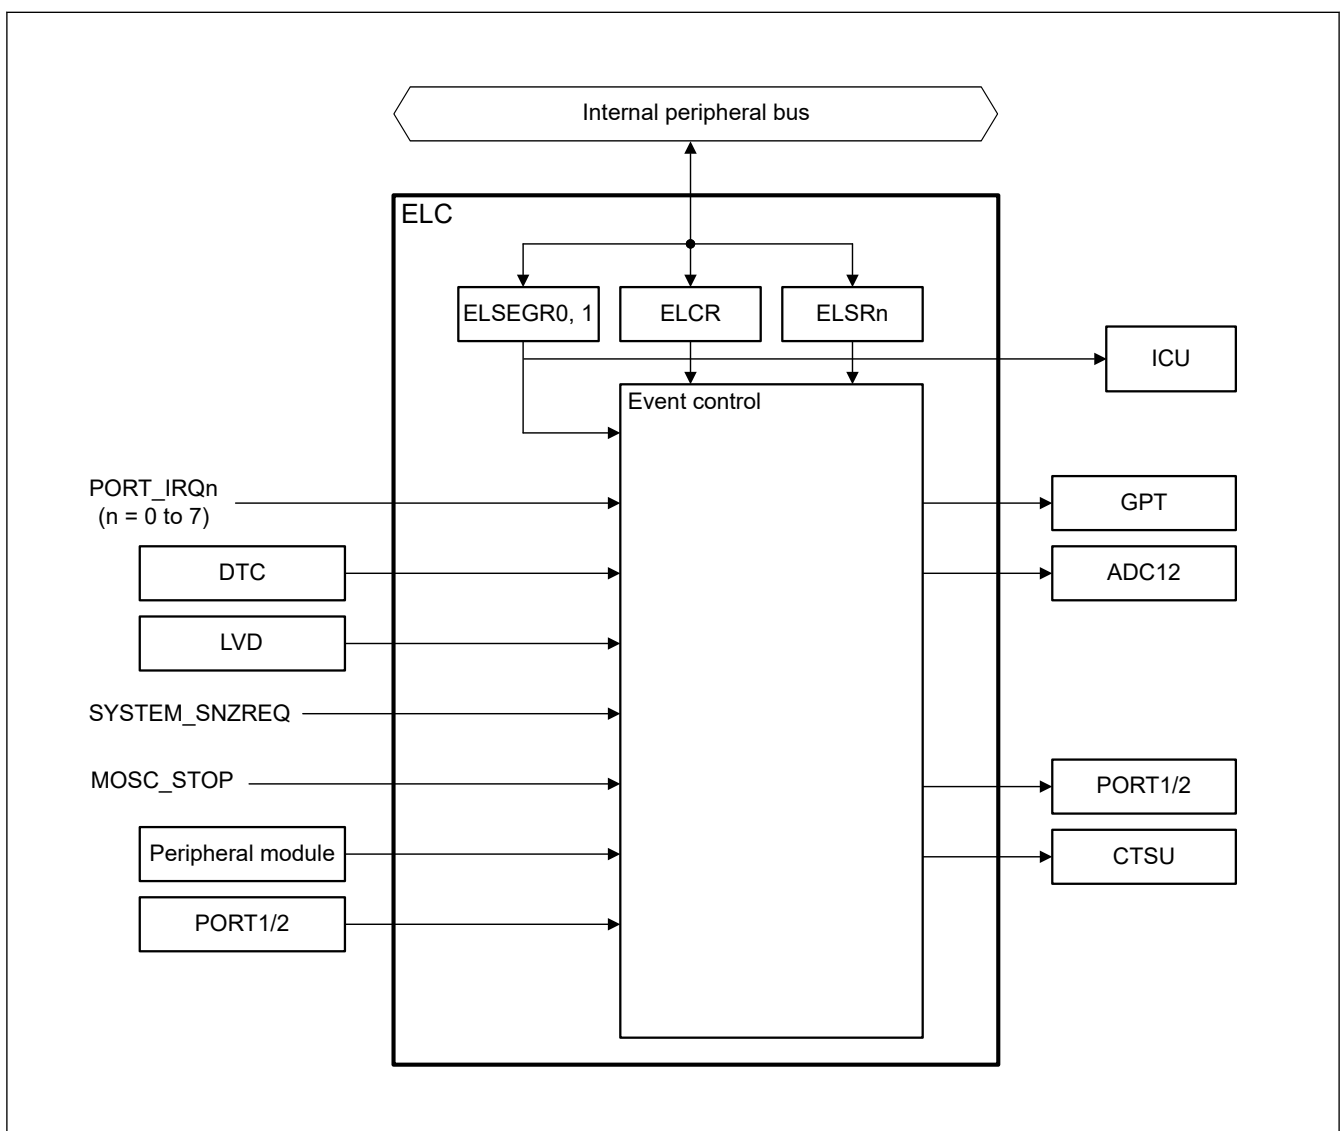 Internal peripheral bus
ELC
ELSEGR0, 1
ELCR
ELSRn
ICU
Event control
PORT_IRQn
(n = 0 to 7)
GPT
DTC
ADC12
LVD
SYSTEM_SNZREQ
MOSC_STOP
PORT1/2
Peripheral module
CTSU
PORT1/2